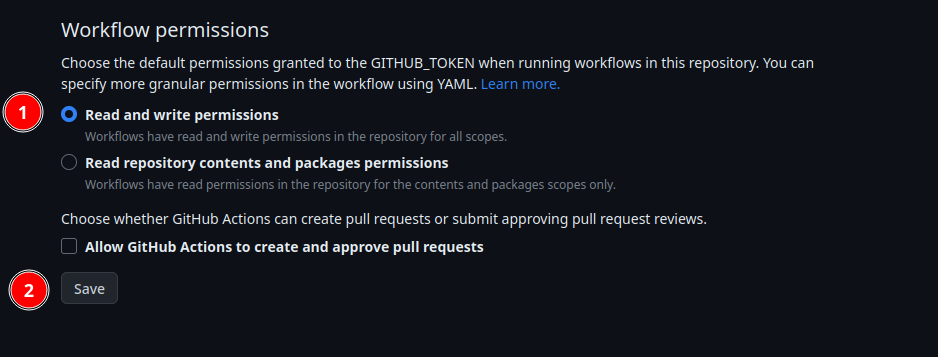 Workflow permissions
Choose the default permissions granted to the GITHUB_TOKEN when running workflows in this repository. You can
specify more granular permissions in the workflow using YAML. Learn more.
1
Read and write permissions
Workflows have read and write permissions in the repository for all scopes.
Read repository contents and packages permissions
Workflows have read permissions in the repository for the contents and packages scopes only.
Choose whether GitHub Actions can create pull requests or submit approving pull request reviews.
Allow GitHub Actions to create and approve pull requests
2
Save